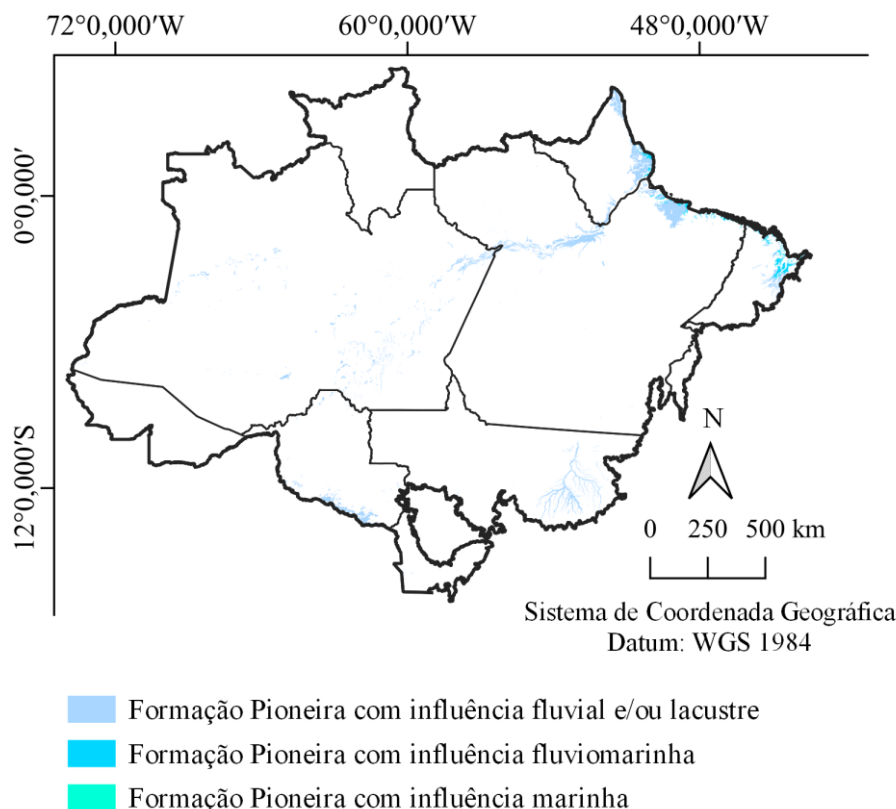 72°0,000′W 60°0,000′W 48°0,000′W
0°0,000′
12°0,000′S
N
0 250 500 km
Sistema de Coordenada Geográfica
Datum: WGS 1984
Formação Pioneira com influência fluvial e/ou lacustre
Formação Pioneira com influência fluviomarinha
Formação Pioneira com influência marinha